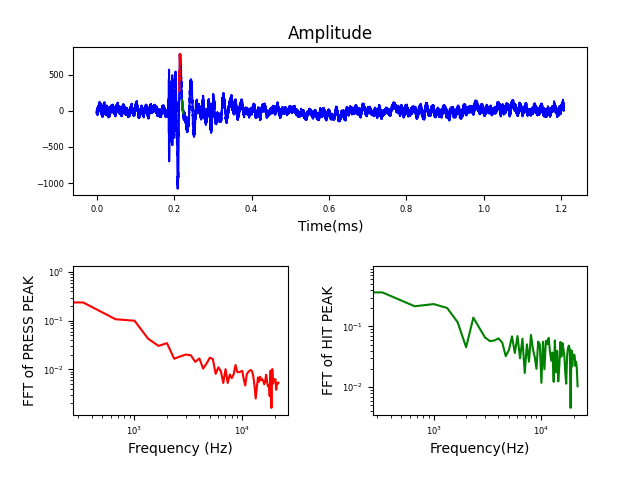 Amplitude
500
0
−500
−1000
0.0 0.2 0.4 0.6 0.8 1.0 1.2
Time(ms)
FFT of PRESS PEAK
10⁰
10⁻¹
10⁻²
10³ 10⁴
Frequency (Hz)
FFT of HIT PEAK
10⁻¹
10⁻²
10³ 10⁴
Frequency(Hz)